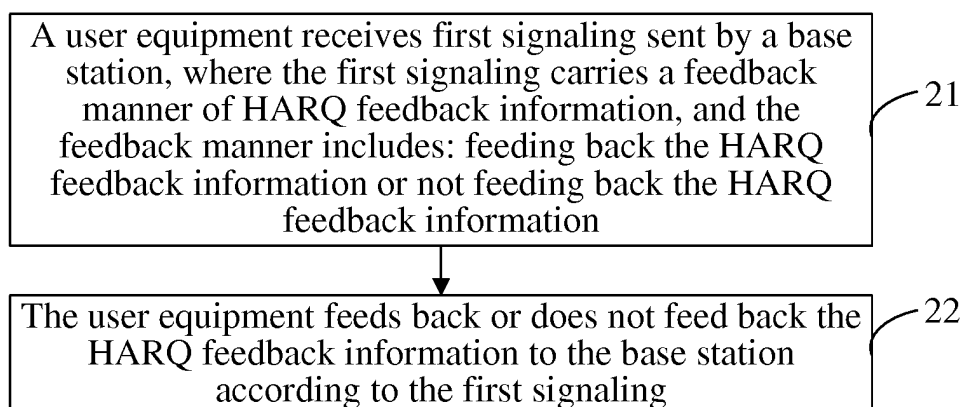 A user equipment receives first signaling sent by a base
station, where the first signaling carries a feedback
manner of HARQ feedback information, and the
feedback manner includes: feeding back the HARQ
feedback information or not feeding back the HARQ
feedback information
21
The user equipment feeds back or does not feed back the
HARQ feedback information to the base station
according to the first signaling
22